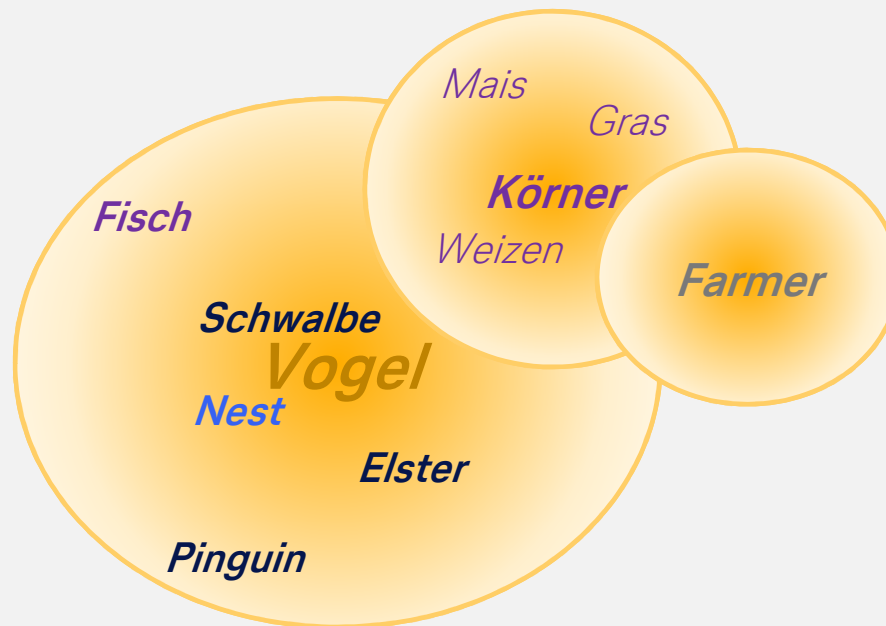 Mais
Gras
Körner
Fisch
Weizen
Farmer
Schwalbe
Vogel
Nest
Elster
Pinguin